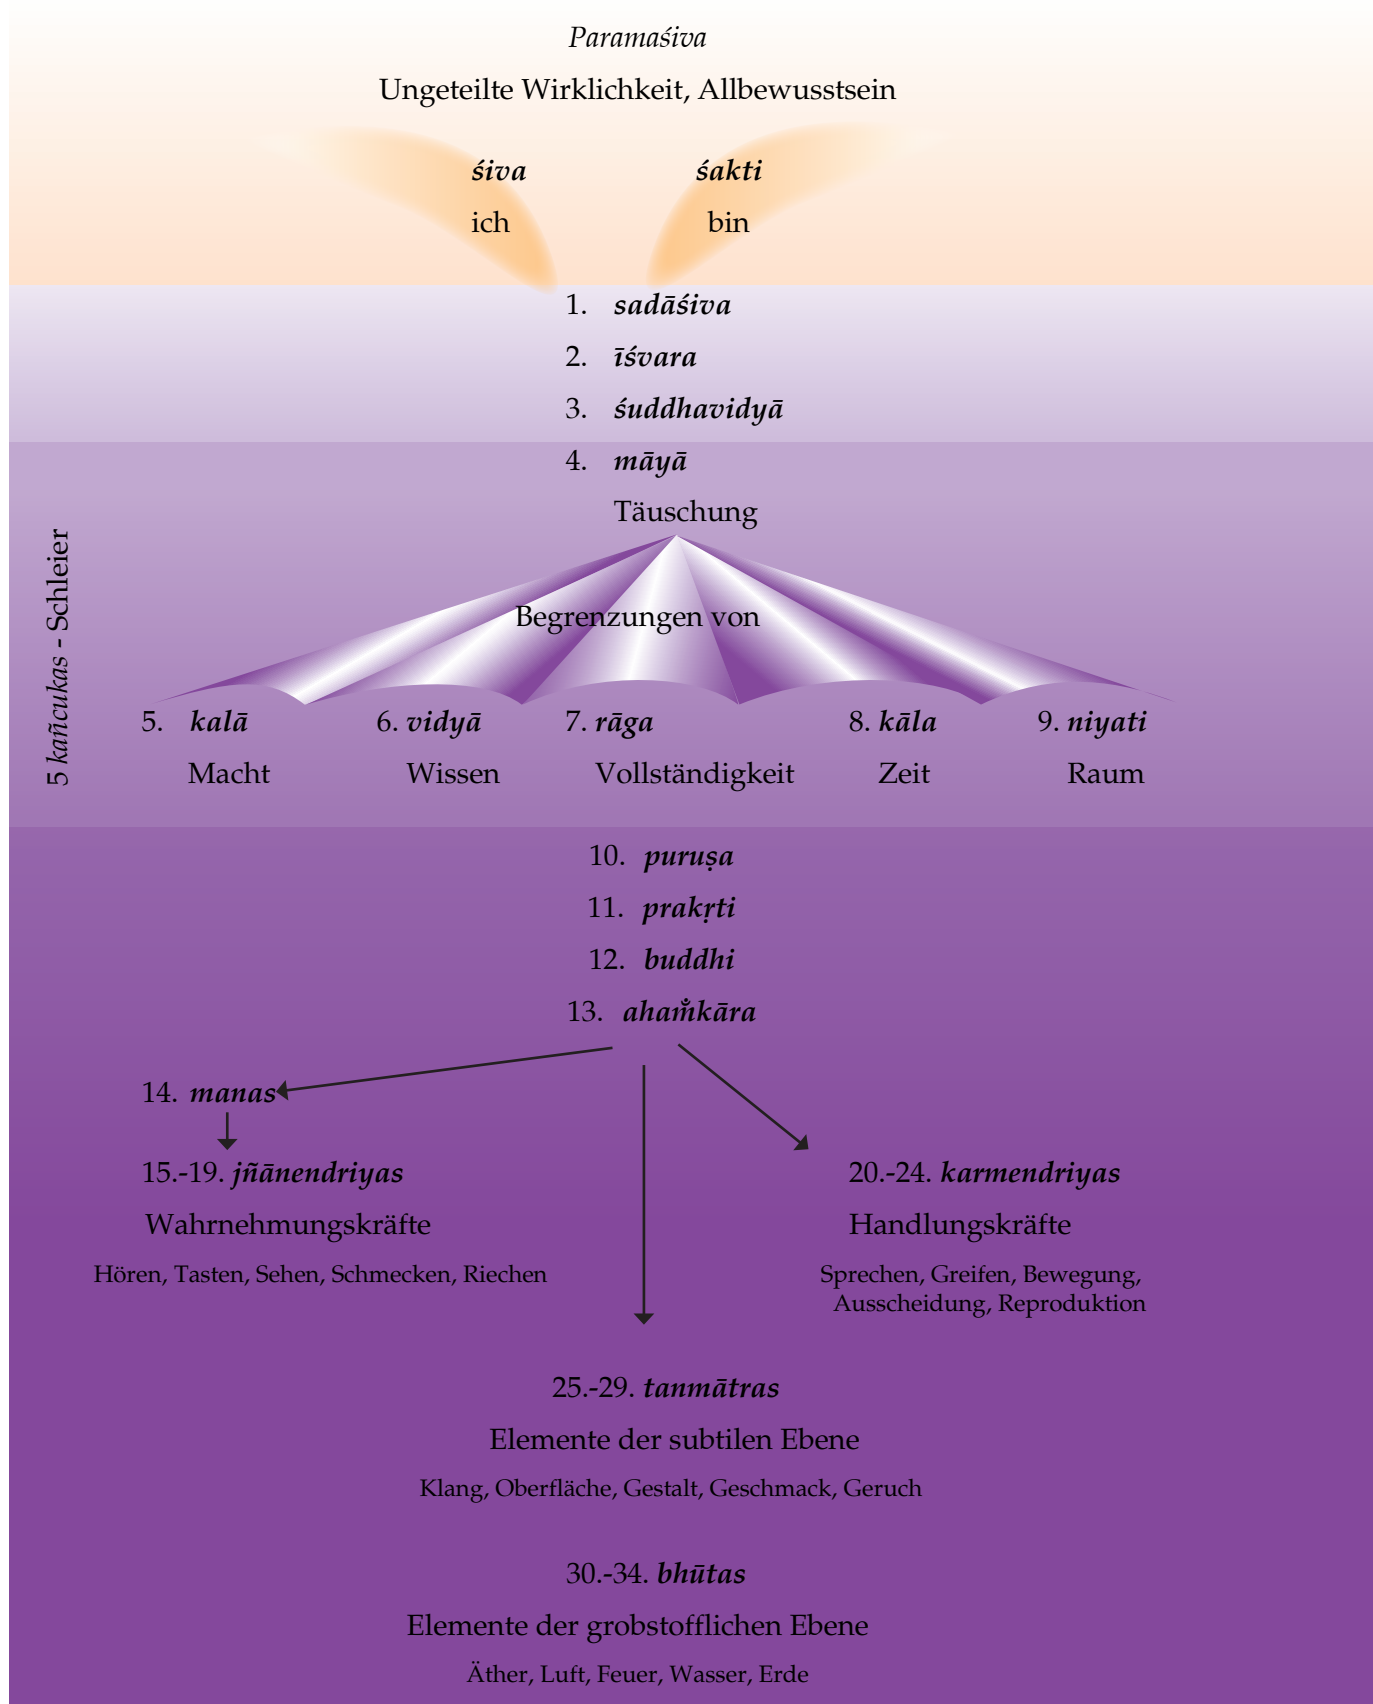 Paramaśiva
Ungeteilte Wirklichkeit, Allbewusstsein
śiva śakti
ich bin
1. sadāśiva
2. īśvara
3. śuddhavidyā
4. māyā
Täuschung
5 kañcukas - Schleier
Begrenzungen von
5. kalā 6. vidyā 7. rāga 8. kāla 9. niyati
Macht Wissen Vollständigkeit Zeit Raum
10. puruṣa
11. prakṛti
12. buddhi
13. aham̐kāra
14. manas
15.-19. jñānendriyas 20.-24. karmendriyas
Wahrnehmungskräfte Handlungskräfte
Hören, Tasten, Sehen, Schmecken, Riechen Sprechen, Greifen, Bewegung,
Ausscheidung, Reproduktion
25.-29. tanmātras
Elemente der subtilen Ebene
Klang, Oberfläche, Gestalt, Geschmack, Geruch
30.-34. bhūtas
Elemente der grobstofflichen Ebene
Äther, Luft, Feuer, Wasser, Erde